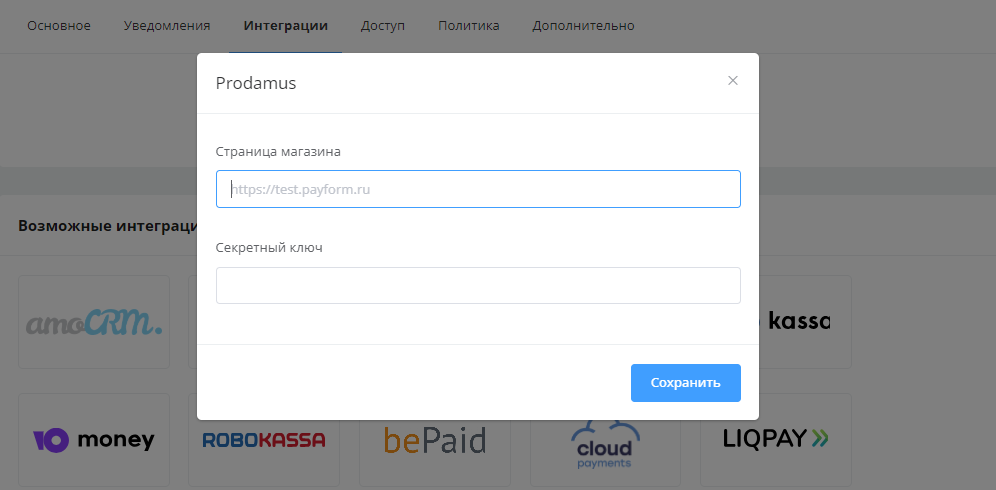 Основное Уведомления Интеграции Доступ Политика Дополнительно
Prodamus
Страница магазина
https://test.payform.ru
Возможные интеграци
Секретный ключ
amoCRM.
kassa
Сохранить
money
ROBOKASSA
bePaid
cloud
payments
LIQPAY